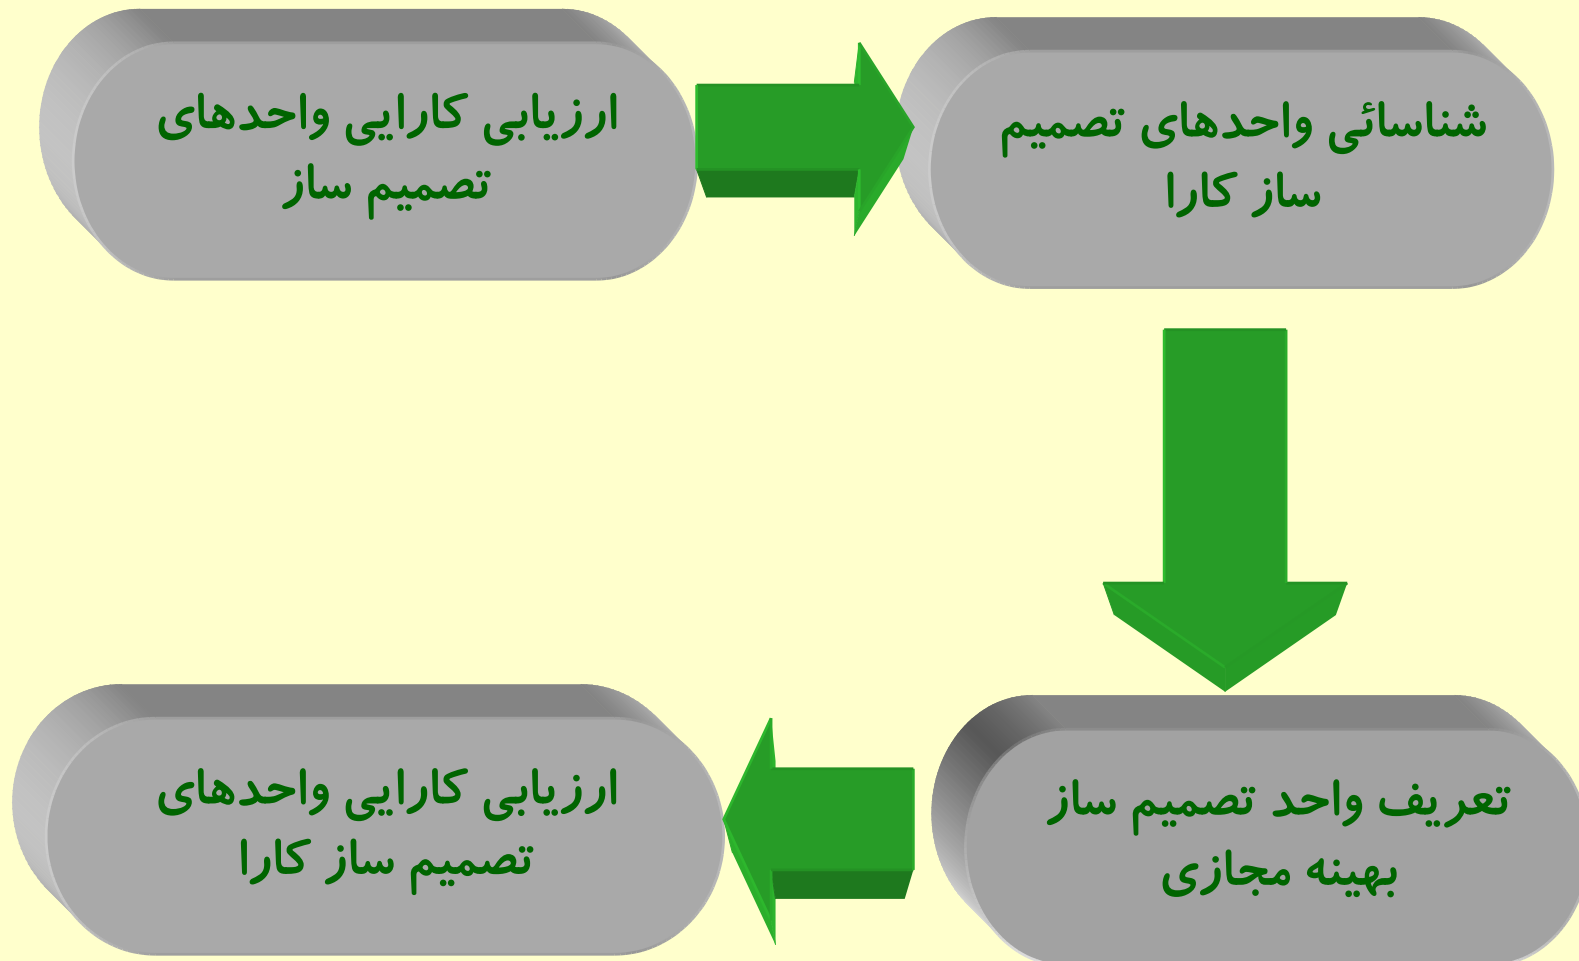 ارزیابی کارایی واحدهای
تصمیم ساز
شناسائی واحدهای تصمیم
ساز کارا
تعریف واحد تصمیم ساز
بهینه مجازی
ارزیابی کارایی واحدهای
تصمیم ساز کارا